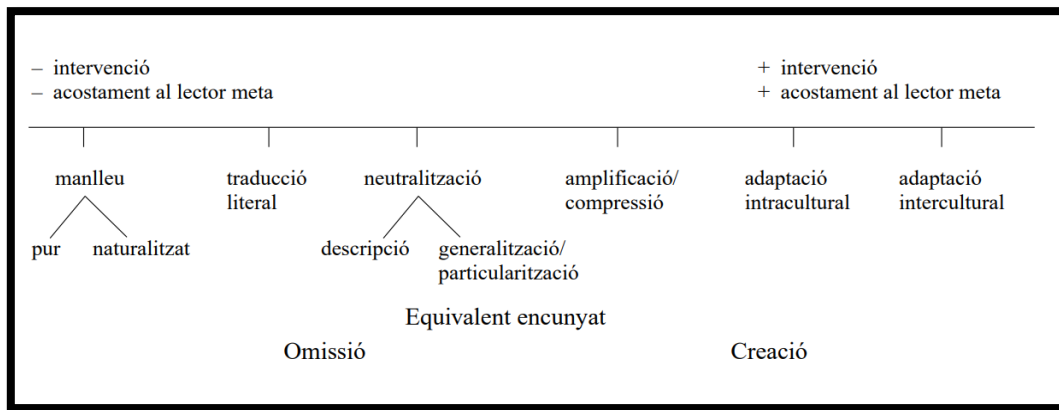 – intervenció
– acostament al lector meta
+ intervenció
+ acostament al lector meta
manlleu
traducció
literal
neutralització
amplificació/
compressió
adaptació
intracultural
adaptació
intercultural
pur
naturalitzat
descripció
generalització/
particularització
Equivalent encunyat
Omissió
Creació